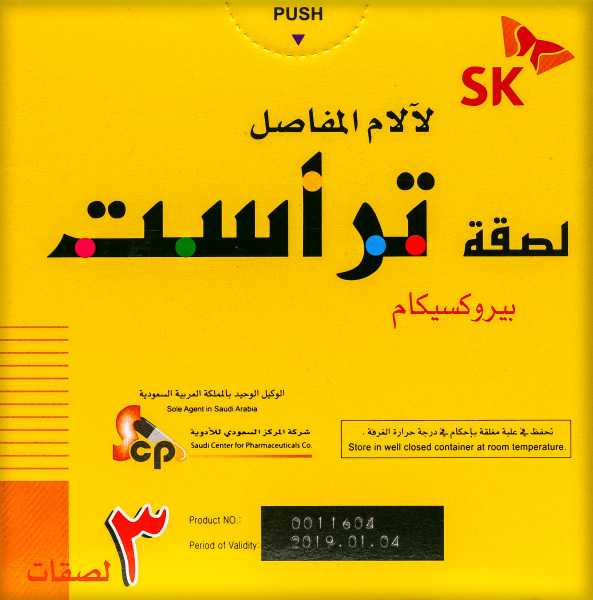 PUSH
SK
لآلام المفاصل
لصقة تراست
بيروكسيكام
الوكيل الوحيد بالمملكة العربية السعودية
Sole Agent in Saudi Arabia
Scp
شركة المركز السعودي للأدوية
Saudi Center for Pharmaceuticals Co.
تحفظ في علبة مغلقة بإحكام في درجة حرارة الغرفة .
Store in well closed container at room temperature.
Product NO.: 0011604
Period of Validity: 2019.01.04
٣ لصقات